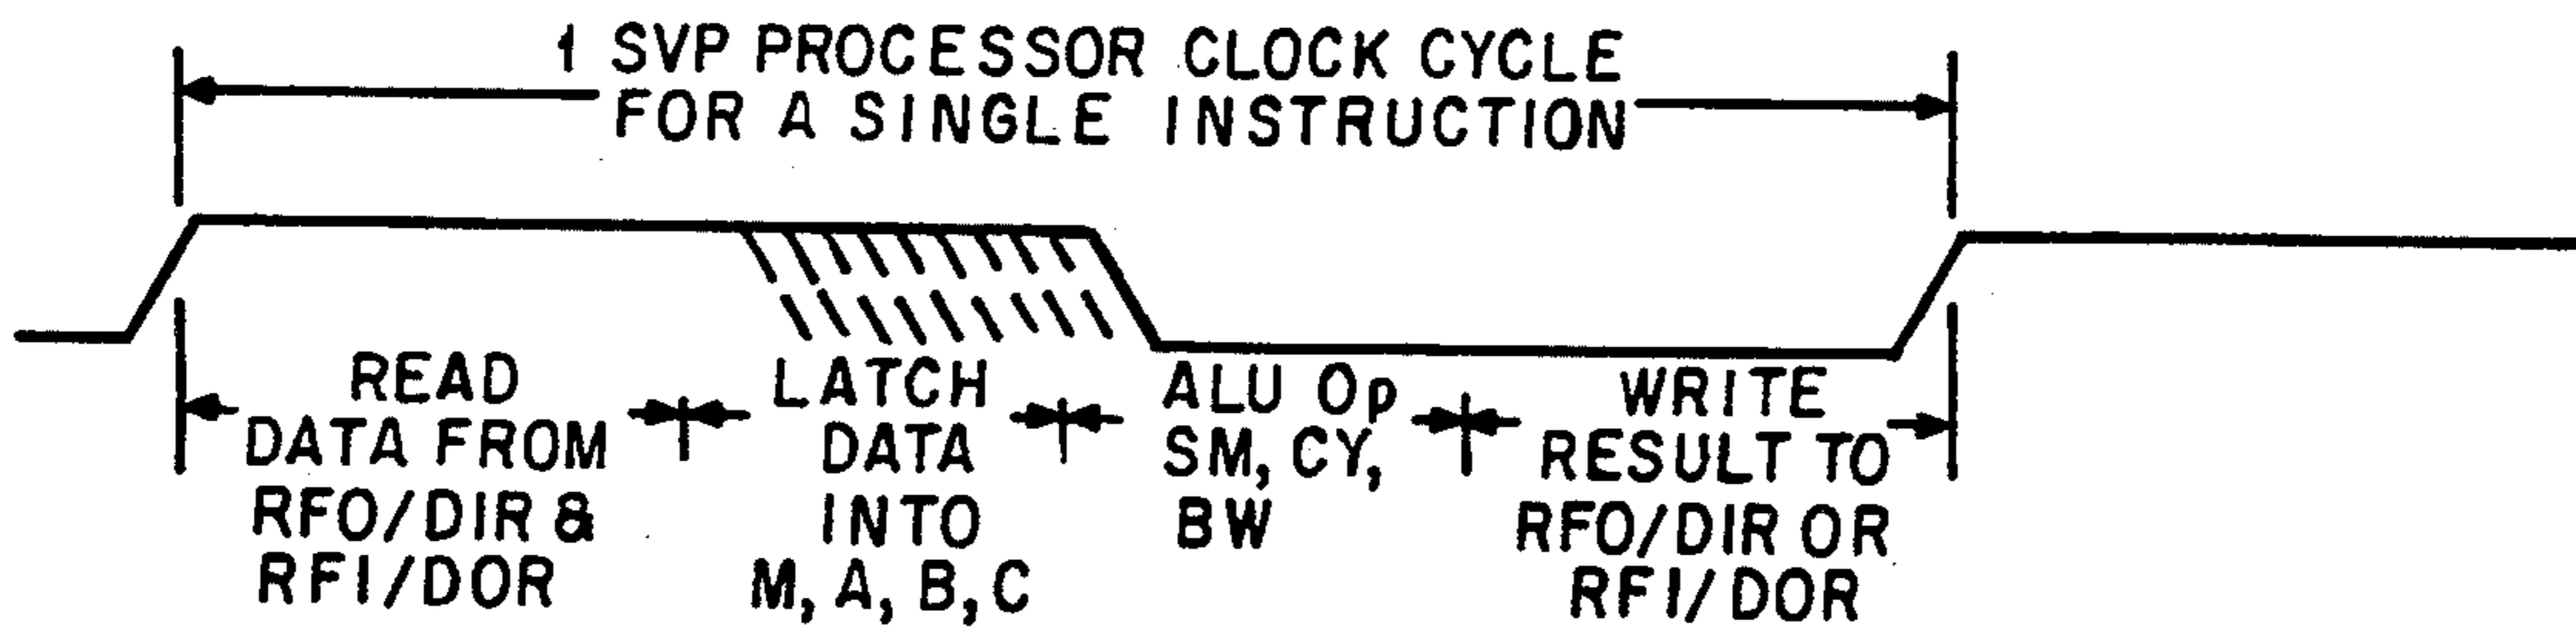 1 SVP PROCESSOR CLOCK CYCLE
FOR A SINGLE INSTRUCTION
READ
DATA FROM
RFO/DIR &
RFI/DOR
LATCH
DATA
INTO
M, A, B, C
ALU Op
SM, CY,
BW
WRITE
RESULT TO
RFO/DIR OR
RFI/DOR